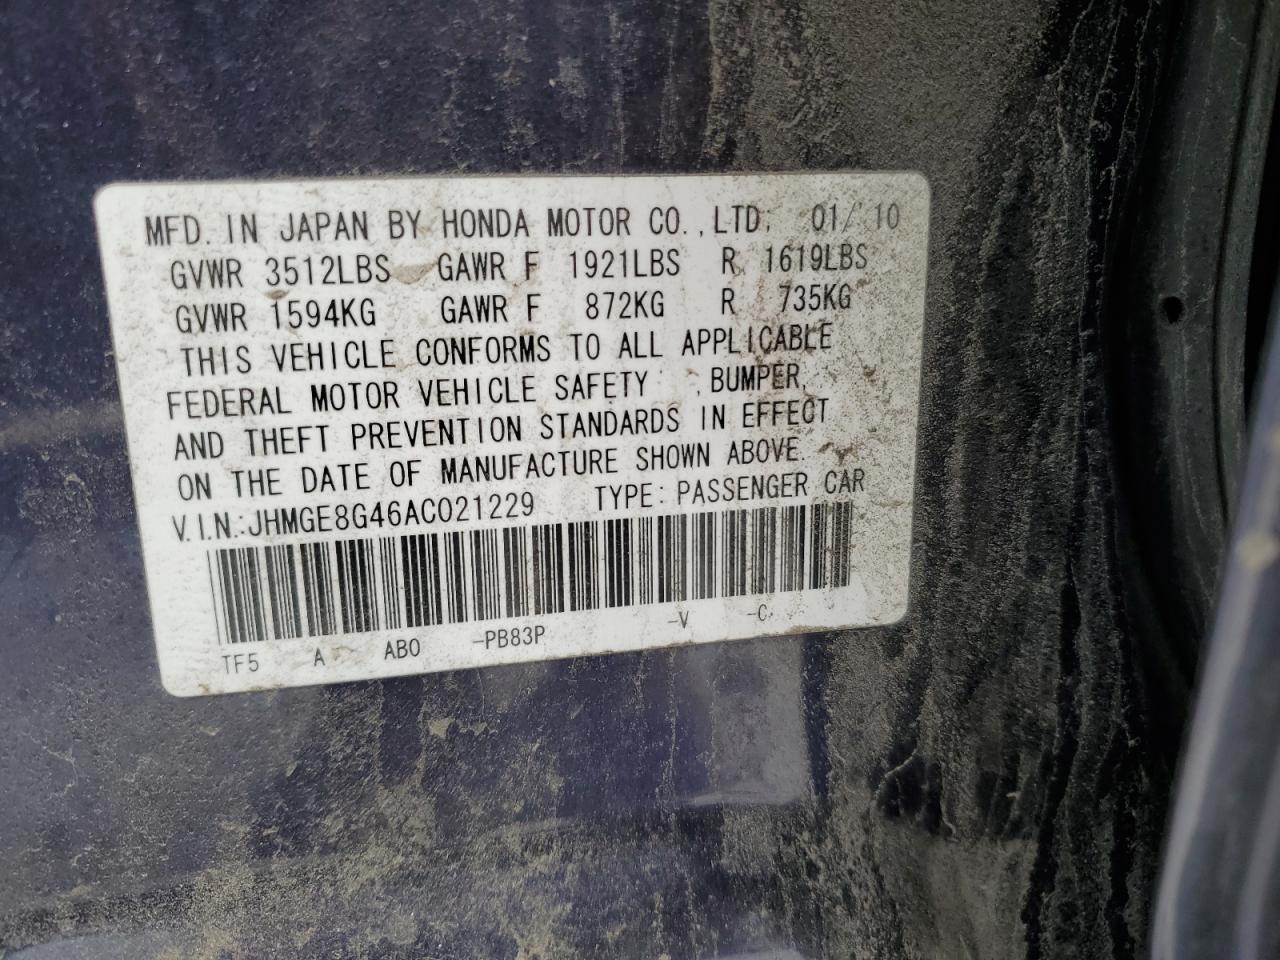 MFD. IN JAPAN BY HONDA MOTOR CO., LTD. 01/ 10
GVWR 3512LBS GAWR F 1921LBS R 1619LBS
GVWR 1594KG GAWR F 872KG R 735KG
THIS VEHICLE CONFORMS TO ALL APPLICABLE
FEDERAL MOTOR VEHICLE SAFETY , BUMPER,
AND THEFT PREVENTION STANDARDS IN EFFECT
ON THE DATE OF MANUFACTURE SHOWN ABOVE.
V.I.N.:JHMGE8G46AC021229 TYPE: PASSENGER CAR
TF5 A AB0 -PB83P -V -C